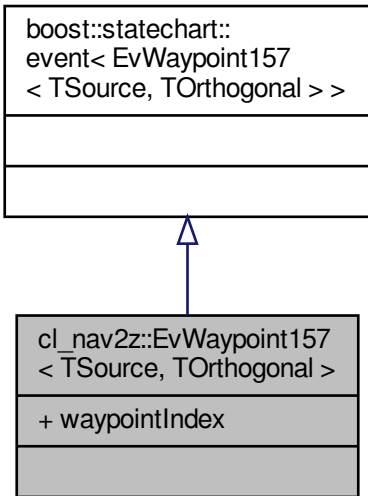 boost::statechart::
event< EvWaypoint157
< TSource, TOrthogonal > >
cl_nav2z::EvWaypoint157
< TSource, TOrthogonal >
+ waypointIndex